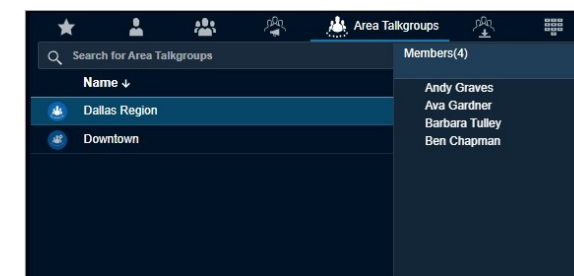 Area Talkgroups
Search for Area Talkgroups
Members(4)
Name ↓
Dallas Region
Downtown
Andy Graves
Ava Gardner
Barbara Tulley
Ben Chapman